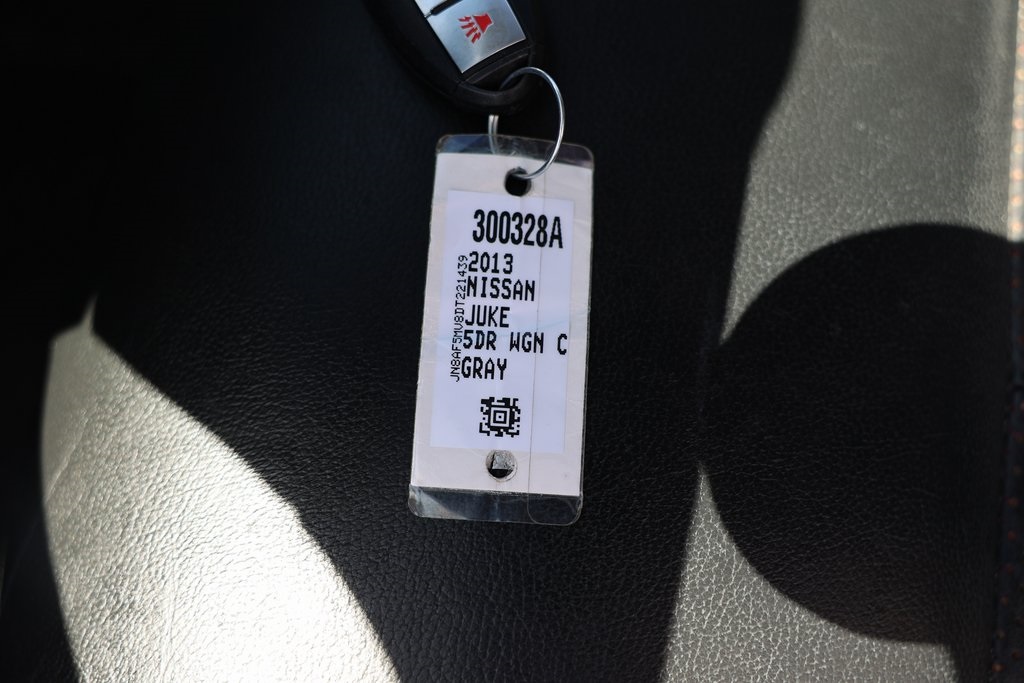 300328A
JN8AF5MV8DT221439
2013
NISSAN
JUKE
5DR WGN C
GRAY